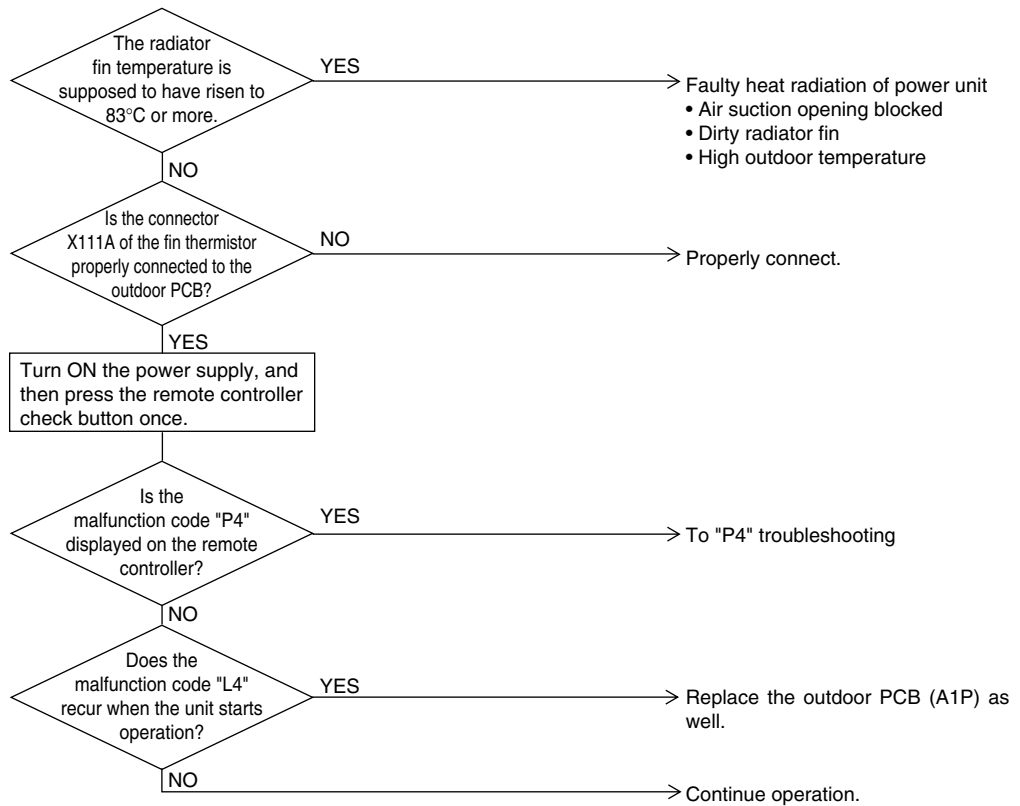 The radiator
fin temperature is
supposed to have risen to
83°C or more.
YES
Faulty heat radiation of power unit
• Air suction opening blocked
• Dirty radiator fin
• High outdoor temperature
NO
Is the connector
X111A of the fin thermistor
properly connected to the
outdoor PCB?
NO
Properly connect.
YES
Turn ON the power supply, and
then press the remote controller
check button once.
Is the
malfunction code "P4"
displayed on the remote
controller?
YES
To "P4" troubleshooting
NO
Does the
malfunction code "L4"
recur when the unit starts
operation?
YES
Replace the outdoor PCB (A1P) as
well.
NO
Continue operation.